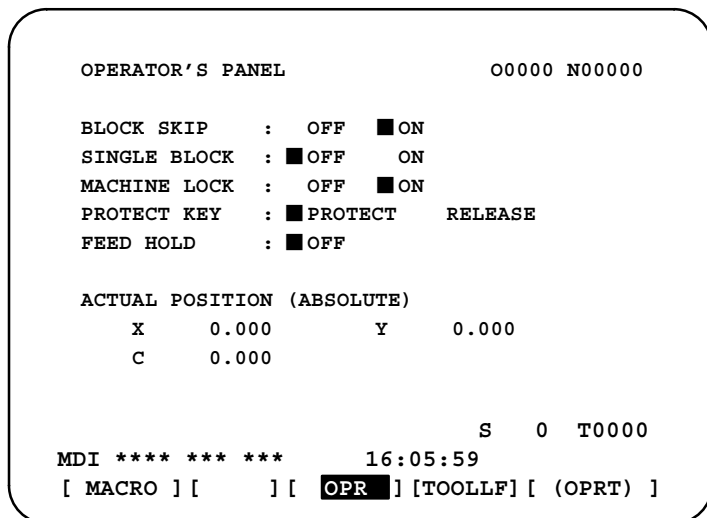 OPERATOR’S PANEL O0000 N00000
BLOCK SKIP : OFF ■ON
SINGLE BLOCK : ■OFF ON
MACHINE LOCK : OFF ■ON
PROTECT KEY : ■PROTECT RELEASE
FEED HOLD : ■OFF
ACTUAL POSITION (ABSOLUTE)
X 0.000 Y 0.000
C 0.000
S 0 T0000
MDI **** *** *** 16:05:59
[ MACRO ] [ ] [ OPR ] [TOOLLF] [ (OPRT) ]